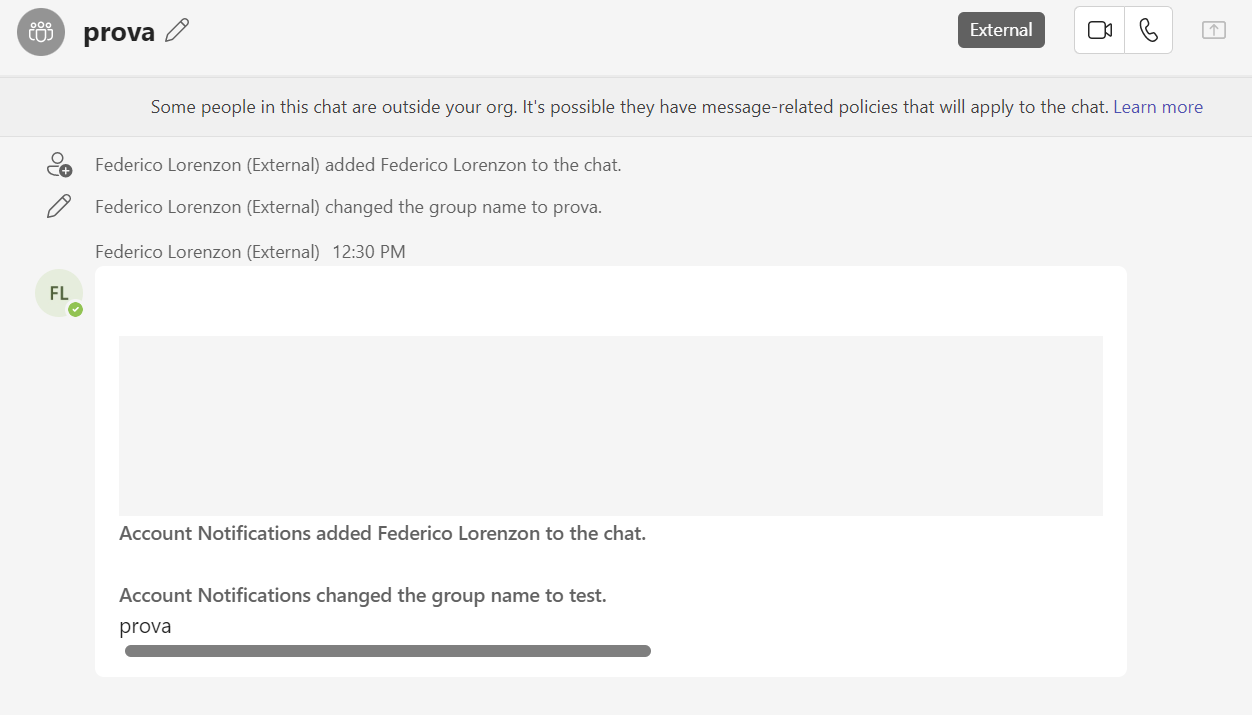 prova
External
Some people in this chat are outside your org. It's possible they have message-related policies that will apply to the chat. Learn more
Federico Lorenzon (External) added Federico Lorenzon to the chat.
Federico Lorenzon (External) changed the group name to prova.
Federico Lorenzon (External) 12:30 PM
FL
Account Notifications added Federico Lorenzon to the chat.
Account Notifications changed the group name to test.
prova